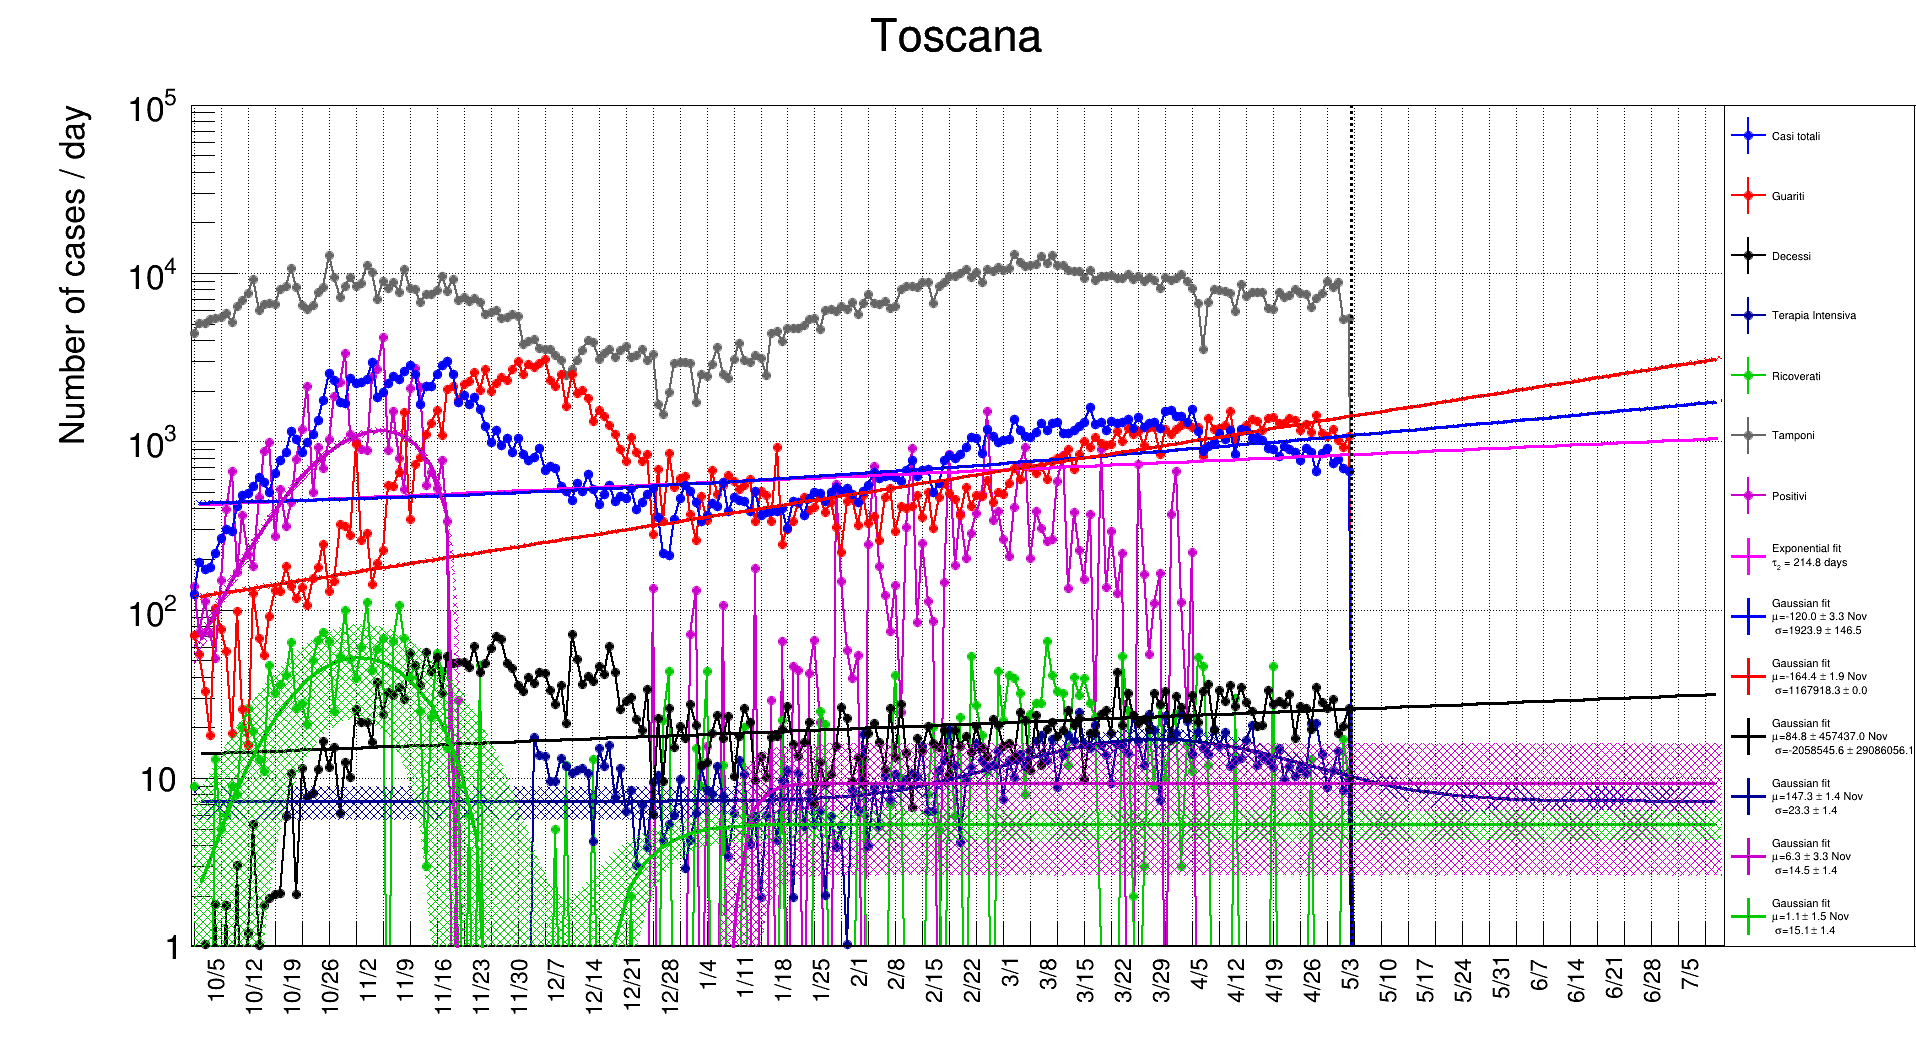 Toscana
Number of cases / day
10^5
10^4
10^3
10^2
10
1
10/5
10/12
10/19
10/26
11/2
11/9
11/16
11/23
11/30
12/7
12/14
12/21
12/28
1/4
1/11
1/18
1/25
2/1
2/8
2/15
2/22
3/1
3/8
3/15
3/22
3/29
4/5
4/12
4/19
4/26
5/3
5/10
5/17
5/24
5/31
6/7
6/14
6/21
6/28
7/5
Casi totali
Guariti
Decessi
Terapia Intensiva
Ricoverati
Tamponi
Positivi
Exponential fit
τ₂ = 214.8 days
Gaussian fit
μ=-120.0 ± 3.3 Nov
σ=1923.9 ± 146.5
Gaussian fit
μ=-164.4 ± 1.9 Nov
σ=1167918.3 ± 0.0
Gaussian fit
μ=84.8 ± 457437.0 Nov
σ=-2058545.6 ± 29086056.1
Gaussian fit
μ=147.3 ± 1.4 Nov
σ=23.3 ± 1.4
Gaussian fit
μ=6.3 ± 3.3 Nov
σ=14.5 ± 1.4
Gaussian fit
μ=1.1 ± 1.5 Nov
σ=15.1 ± 1.4